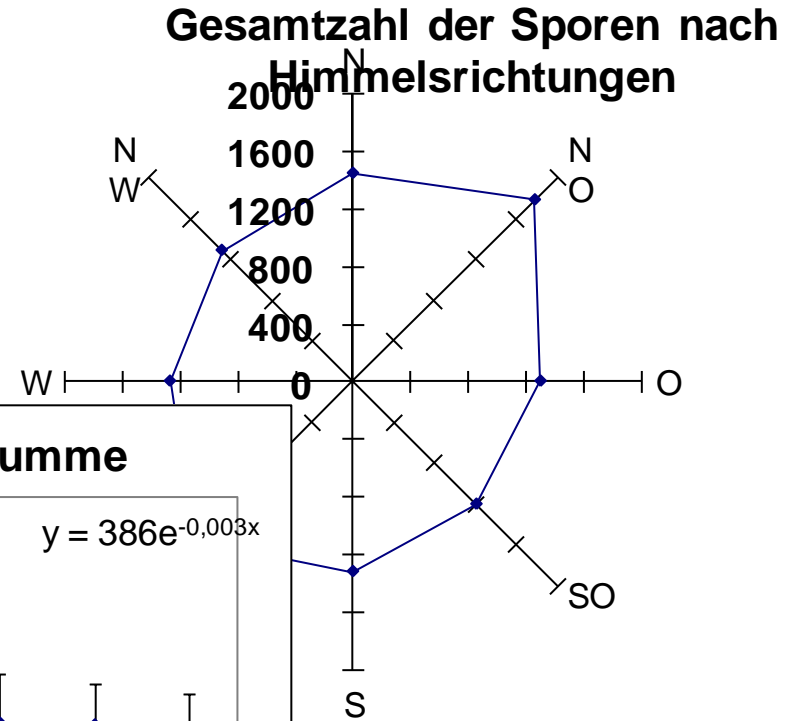 Gesamtzahl der Sporen nach
Himmelsrichtungen
N
2000
1600
1200
800
400
0
N
W
N
O
W
O
SO
S
umme
y = 386e^-0,003x